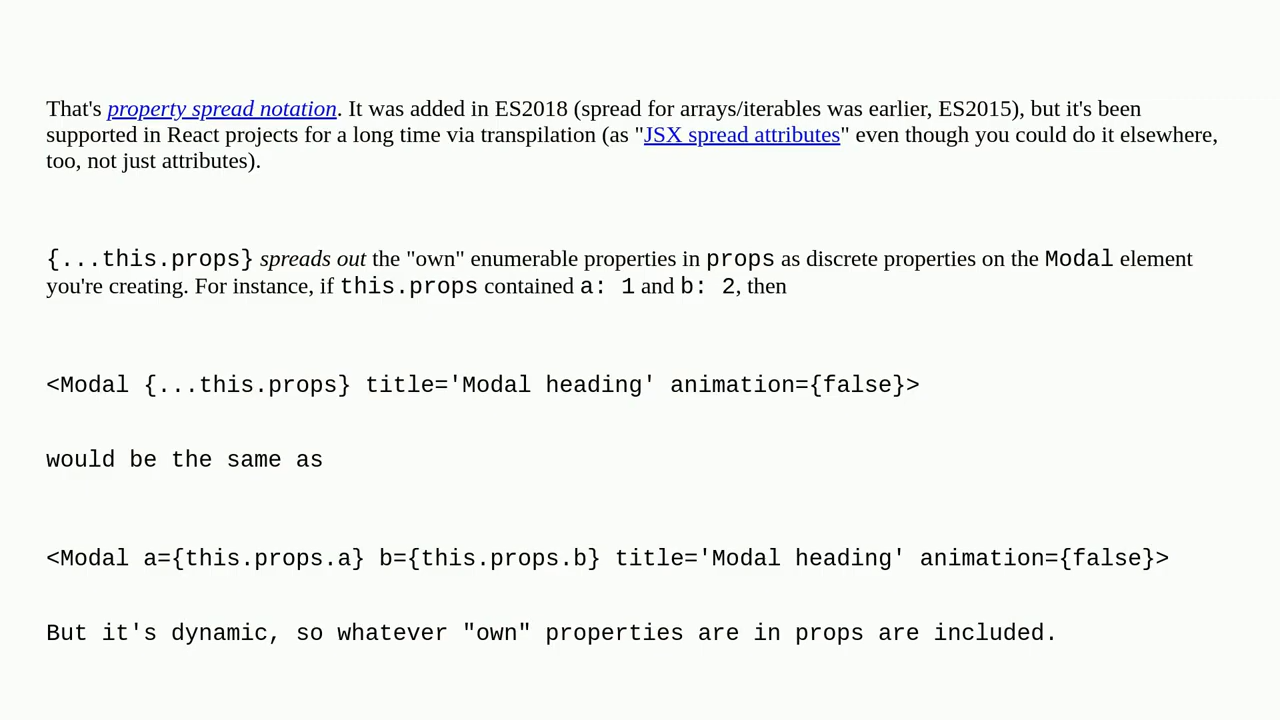 That's property spread notation. It was added in ES2018 (spread for arrays/iterables was earlier, ES2015), but it's been
supported in React projects for a long time via transpilation (as "JSX spread attributes" even though you could do it elsewhere,
too, not just attributes).
{...this.props} spreads out the "own" enumerable properties in props as discrete properties on the Modal element
you're creating. For instance, if this.props contained a: 1 and b: 2, then
<Modal {...this.props} title='Modal heading' animation={false}>
would be the same as
<Modal a={this.props.a} b={this.props.b} title='Modal heading' animation={false}>
But it's dynamic, so whatever "own" properties are in props are included.